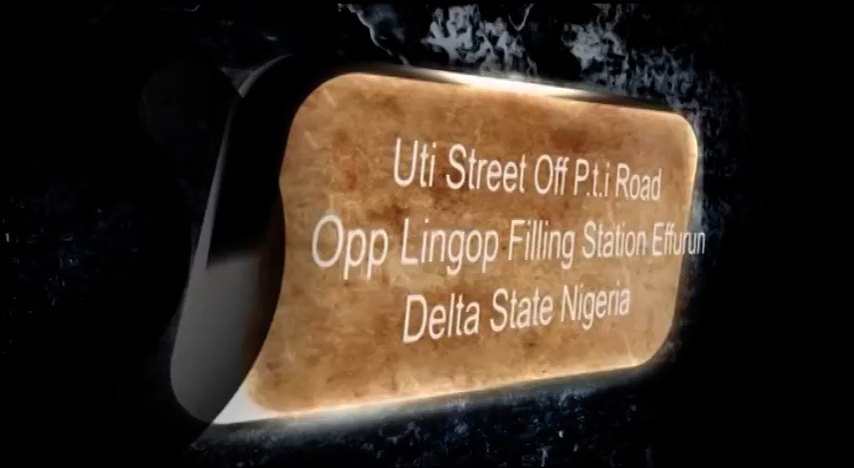 Uti Street Off P.t.i Road
Opp Lingop Filling Station Effurun
Delta State Nigeria